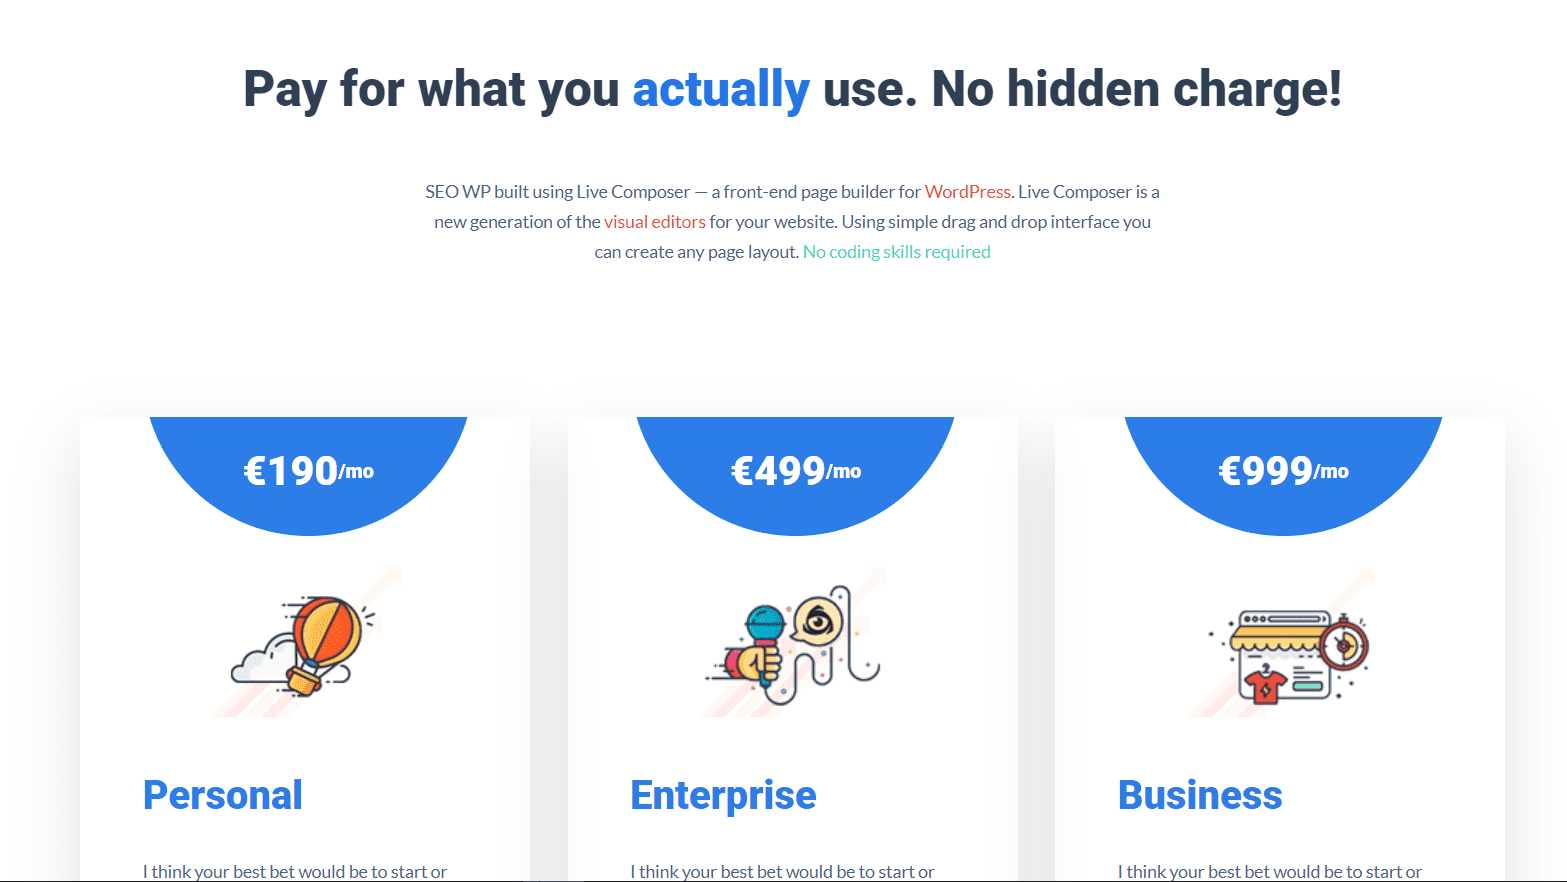 Pay for what you actually use. No hidden charge!
SEO WP built using Live Composer — a front-end page builder for WordPress. Live Composer is a
new generation of the visual editors for your website. Using simple drag and drop interface you
can create any page layout. No coding skills required
€190/mo
€499/mo
€999/mo
Personal
Enterprise
Business
I think your best bet would be to start or
I think your best bet would be to start or
I think your best bet would be to start or